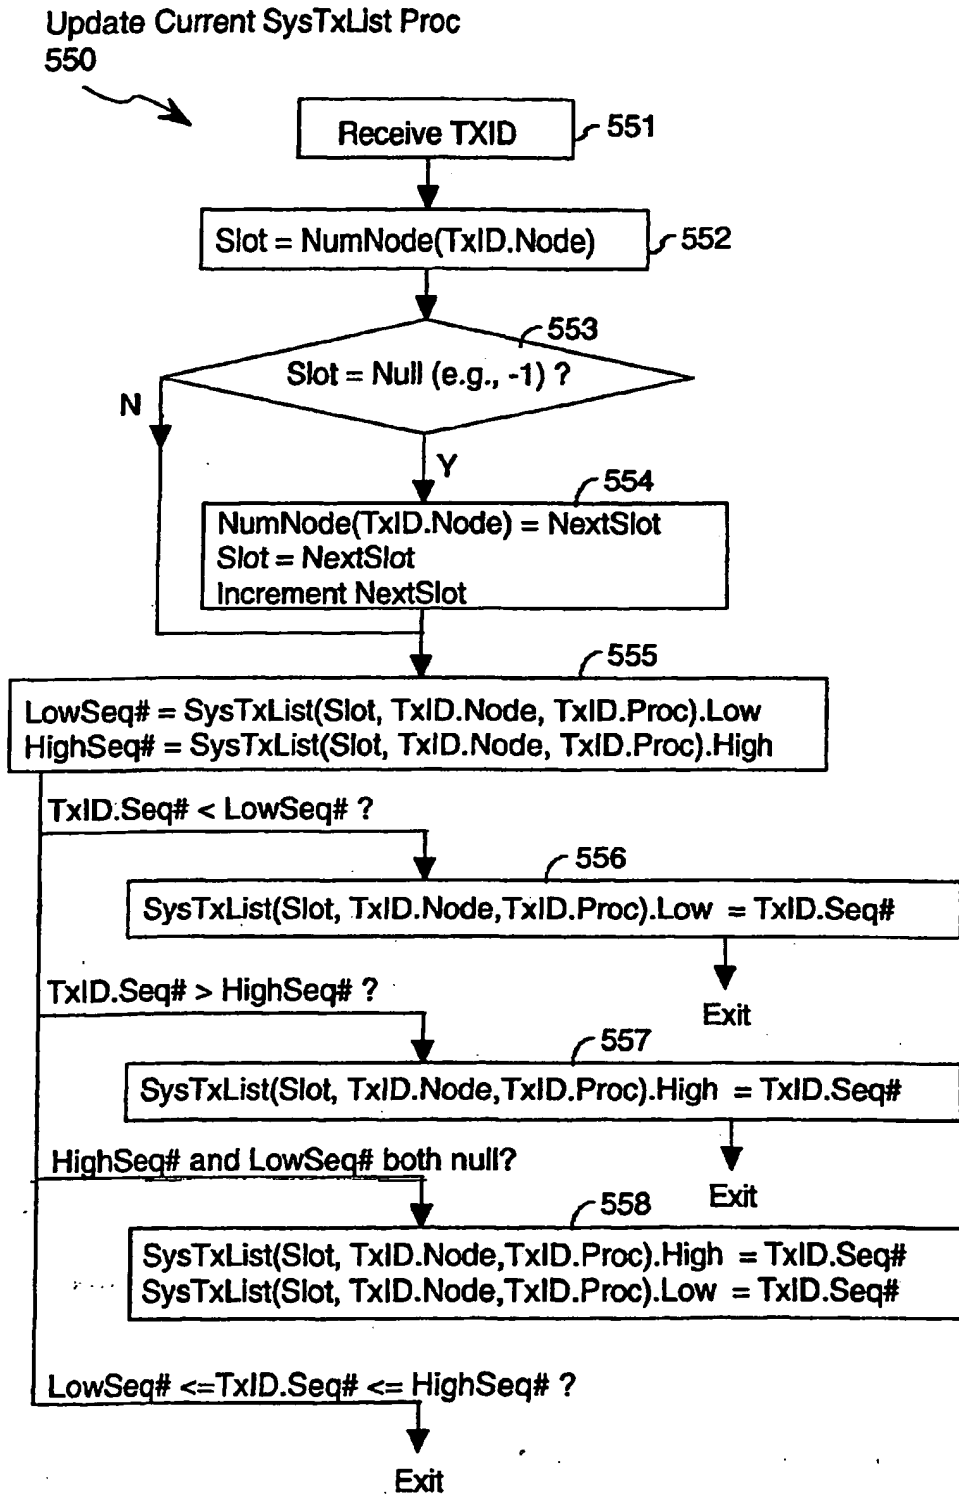 Update Current SysTxList Proc
550
Receive TXID
551
Slot = NumNode(TxID.Node)
552
553
Slot = Null (e.g., -1) ?
N
Y
554
NumNode(TxID.Node) = NextSlot
Slot = NextSlot
Increment NextSlot
555
LowSeq# = SysTxList(Slot, TxID.Node, TxID.Proc).Low
HighSeq# = SysTxList(Slot, TxID.Node, TxID.Proc).High
TxID.Seq# < LowSeq# ?
556
SysTxList(Slot, TxID.Node,TxID.Proc).Low = TxID.Seq#
Exit
TxID.Seq# > HighSeq# ?
557
SysTxList(Slot, TxID.Node,TxID.Proc).High = TxID.Seq#
Exit
HighSeq# and LowSeq# both null?
558
SysTxList(Slot, TxID.Node,TxID.Proc).High = TxID.Seq#
SysTxList(Slot, TxID.Node,TxID.Proc).Low = TxID.Seq#
LowSeq# <=TxID.Seq# <= HighSeq# ?
Exit